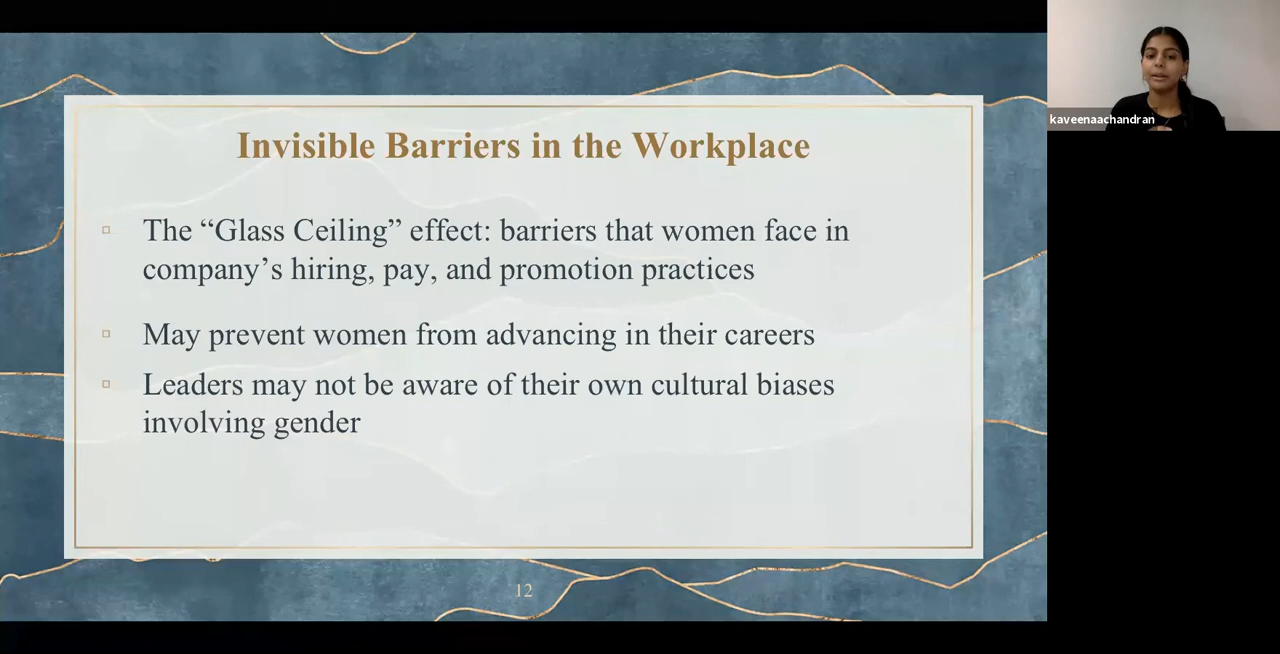 Invisible Barriers in the Workplace
The “Glass Ceiling” effect: barriers that women face in
company’s hiring, pay, and promotion practices
May prevent women from advancing in their careers
Leaders may not be aware of their own cultural biases
involving gender
12
kaveenaachandran